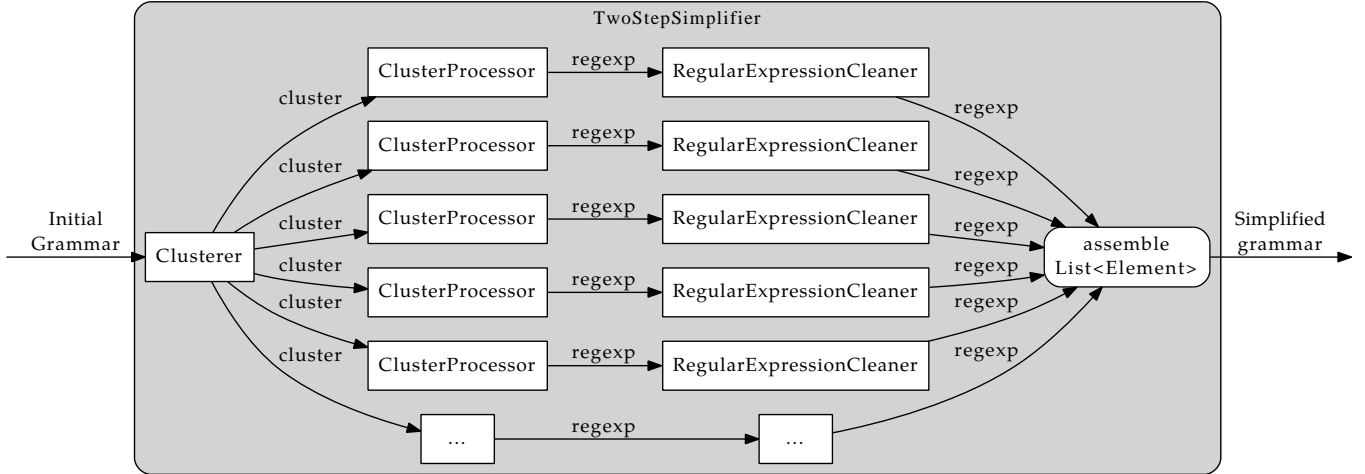 TwoStepSimplifier
ClusterProcessor
regexp
RegularExpressionCleaner
cluster
regexp
ClusterProcessor
regexp
RegularExpressionCleaner
cluster
regexp
ClusterProcessor
regexp
RegularExpressionCleaner
cluster
regexp
Initial
Grammar
Clusterer
assemble
List<Element>
Simplified
grammar
cluster
ClusterProcessor
regexp
RegularExpressionCleaner
regexp
cluster
ClusterProcessor
regexp
RegularExpressionCleaner
regexp
cluster
...
regexp
...
regexp